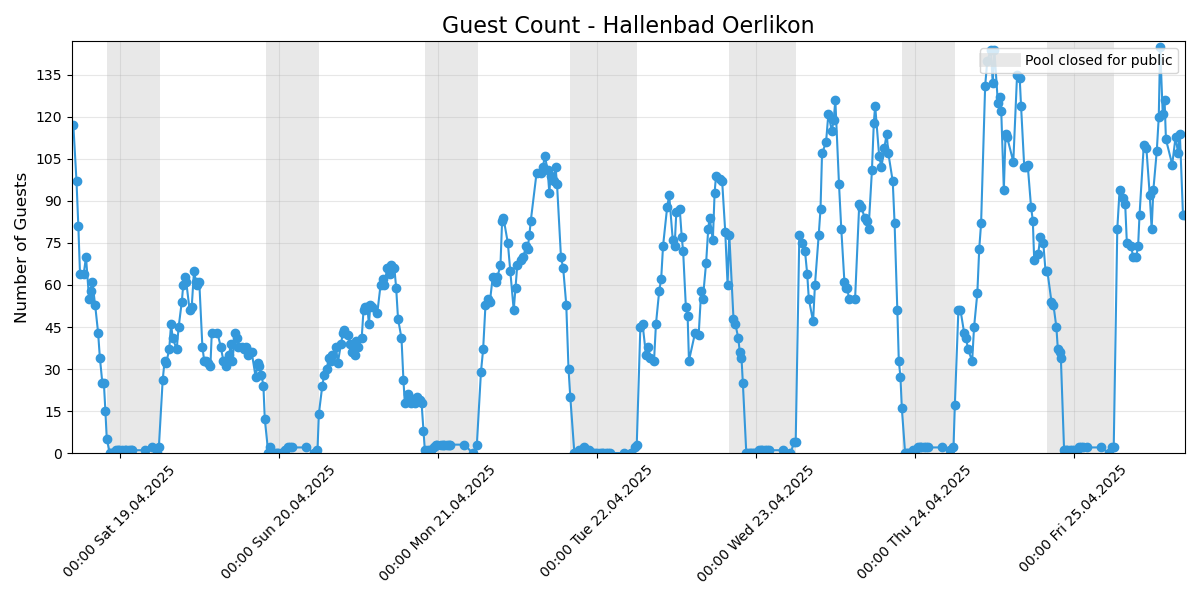 Guest Count - Hallenbad Oerlikon
Pool closed for public
Number of Guests
135
120
105
90
75
60
45
30
15
0
00:00 Sat 19.04.2025
00:00 Sun 20.04.2025
00:00 Mon 21.04.2025
00:00 Tue 22.04.2025
00:00 Wed 23.04.2025
00:00 Thu 24.04.2025
00:00 Fri 25.04.2025